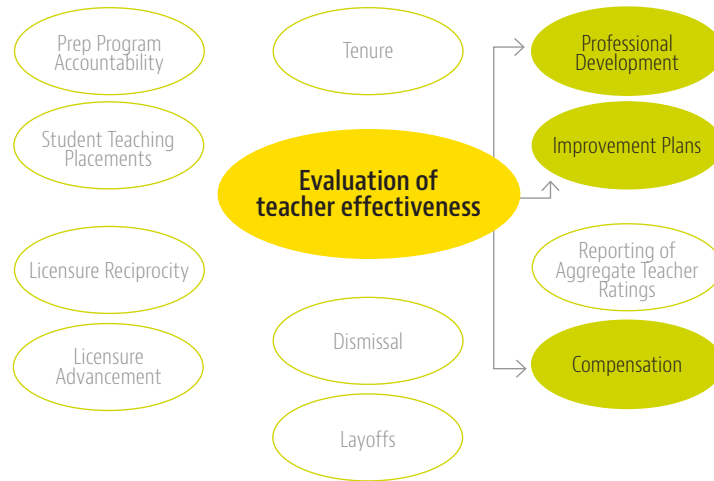 Prep Program
Accountability
Tenure
Professional
Development
Student Teaching
Placements
Improvement Plans
Evaluation of
teacher effectiveness
Licensure Reciprocity
Reporting of
Aggregate Teacher
Ratings
Licensure
Advancement
Dismissal
Compensation
Layoffs